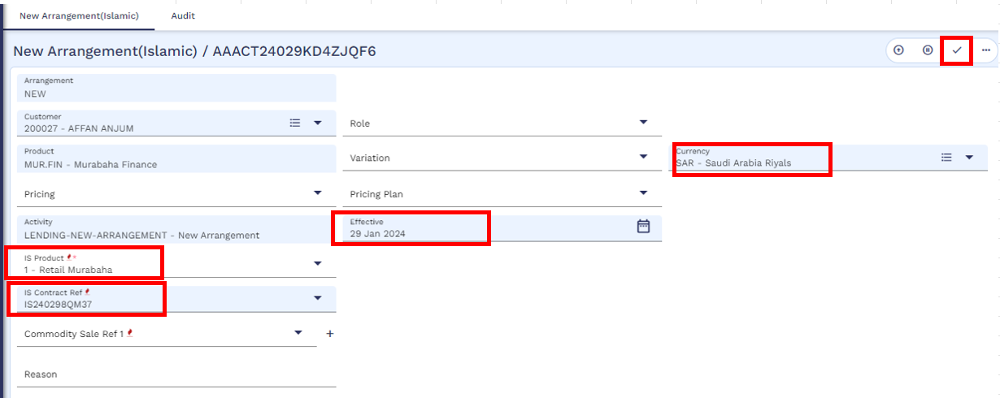 New Arrangement(Islamic) Audit
New Arrangement(Islamic) / AAACT24029KD4ZJQF6
Arrangement
NEW
Customer
200027 - AFFAN ANJUM
Role
Product
MUR.FIN - Murabaha Finance
Variation
Currency
SAR - Saudi Arabia Riyals
Pricing
Pricing Plan
Activity
LENDING-NEW-ARRANGEMENT - New Arrangement
Effective
29 Jan 2024
IS Product *
1 - Retail Murabaha
IS Contract Ref
IS240298QM37
Commodity Sale Ref 1
Reason